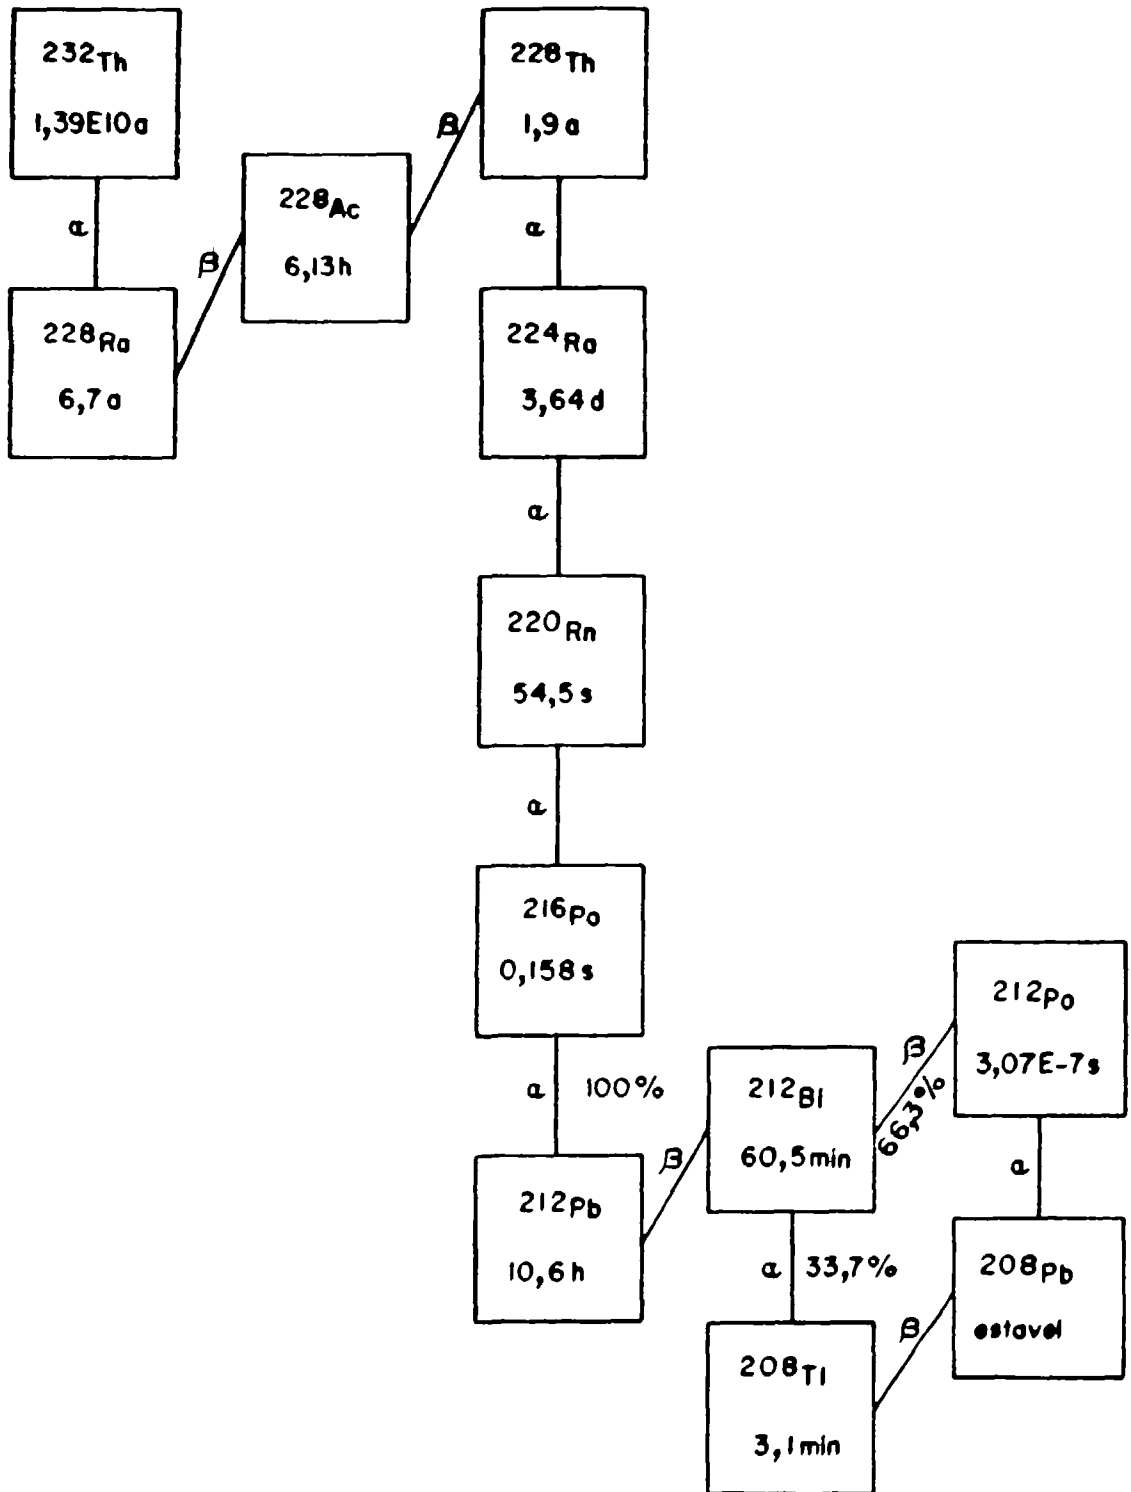 232Th
1,39E10a
α
228Ra
6,7a
β
228Ac
6,13h
β
228Th
1,9a
α
224Ra
3,64d
α
220Rn
54,5s
α
216Po
0,158s
α 100%
212Pb
10,6h
β
212Bi
60,5min
β
66,3%
212Po
3,07E-7s
α
208Pb
estavel
α 33,7%
208Tl
3,1min
β